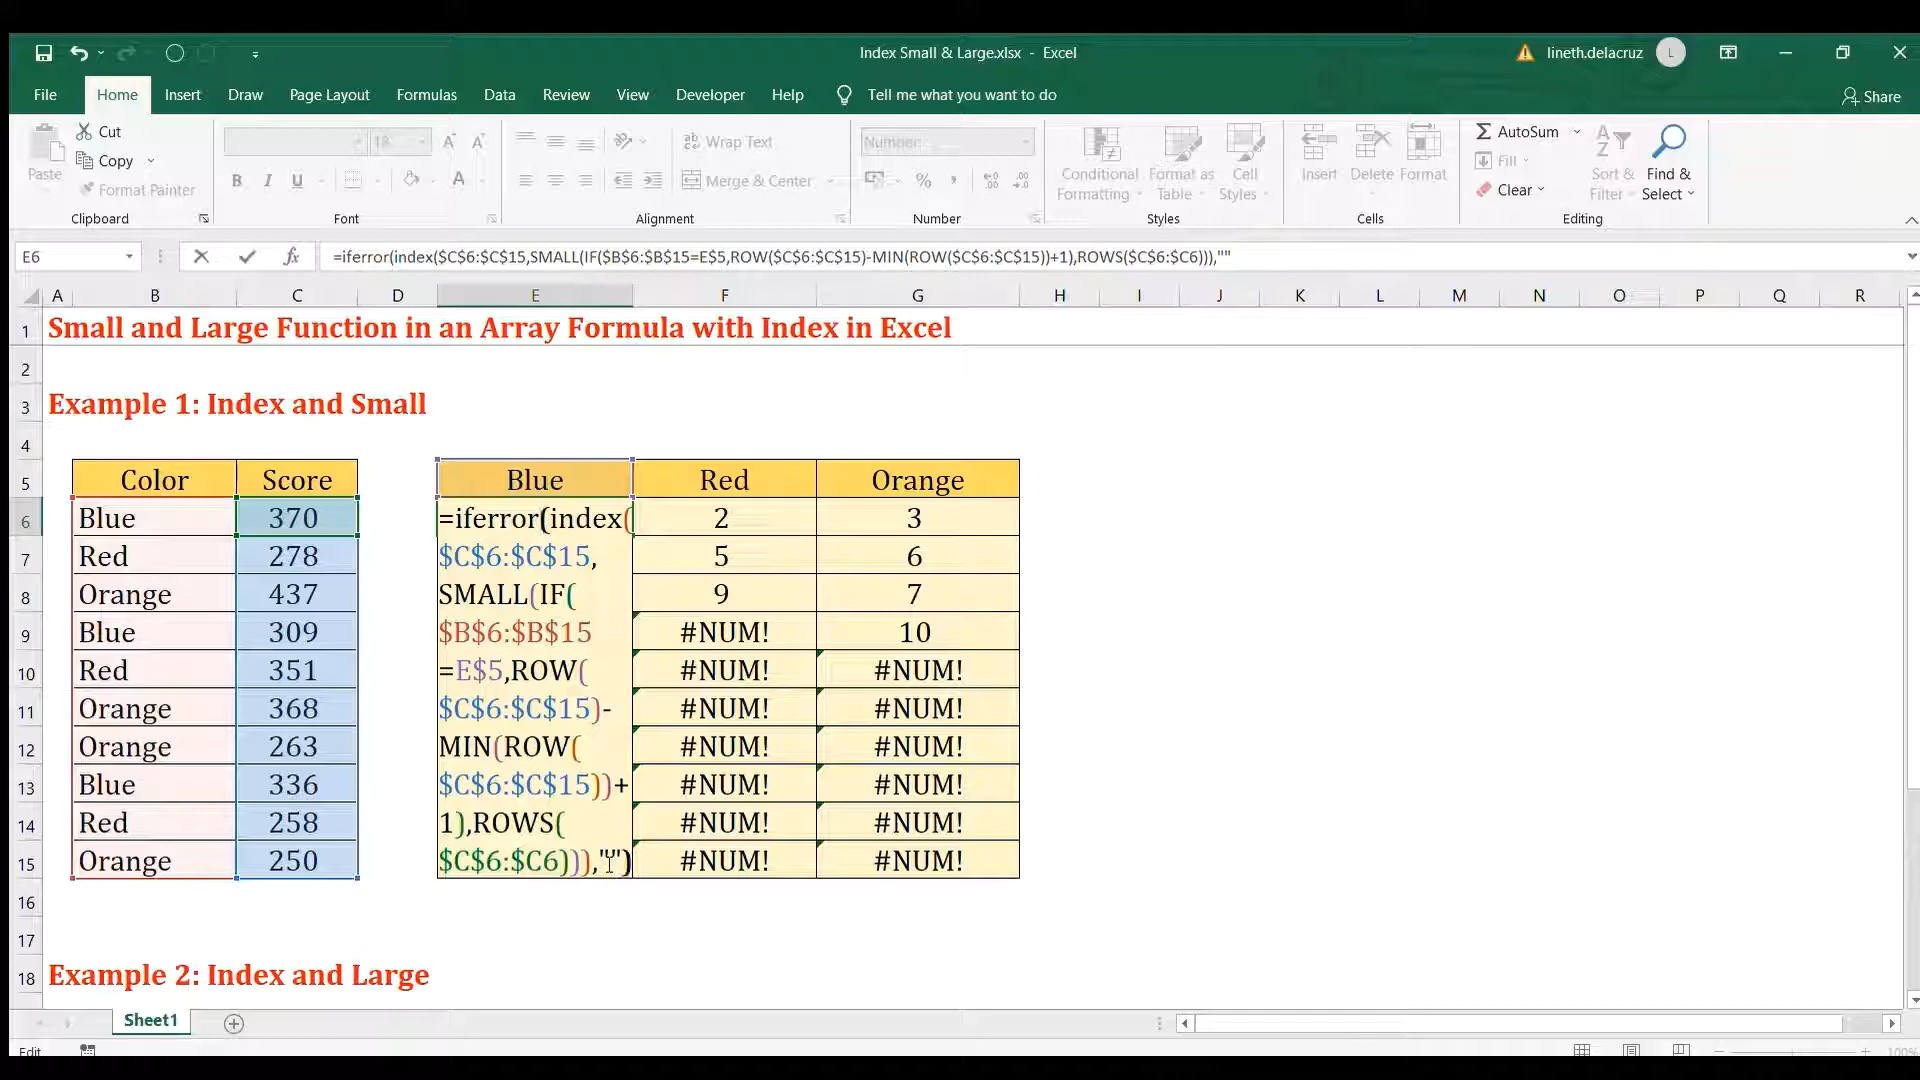 Index Small & Large.xlsx - Excel
lineth.delacruz L
File Home Insert Draw Page Layout Formulas Data Review View Developer Help Tell me what you want to do Share
Paste
Cut
Copy
Format Painter
Clipboard
18
A A
B I U
A
Font
ab Wrap Text
Merge & Center
Alignment
Number
%
Number
Conditional Formatting
Format as Table
Cell Styles
Styles
Insert Delete Format
Cells
AutoSum
Fill
Clear
Sort & Filter
Find & Select
Editing
E6 fx =iferror(index($C$6:$C$15,SMALL(IF($B$6:$B$15=E$5,ROW($C$6:$C$15)-MIN(ROW($C$6:$C$15))+1),ROWS($C$6:$C6))),""
A B C D E F G H I J K L M N O P Q R
1 Small and Large Function in an Array Formula with Index in Excel
2
3 Example 1: Index and Small
4
5 Color Score Blue Red Orange
6 Blue 370 =iferror(index( 2 3
7 Red 278 $C$6:$C$15, 5 6
8 Orange 437 SMALL(IF( 9 7
9 Blue 309 $B$6:$B$15 #NUM! 10
10 Red 351 =E$5,ROW( #NUM! #NUM!
11 Orange 368 $C$6:$C$15)- #NUM! #NUM!
12 Orange 263 MIN(ROW( #NUM! #NUM!
13 Blue 336 $C$6:$C$15))+ #NUM! #NUM!
14 Red 258 1),ROWS( #NUM! #NUM!
15 Orange 250 $C$6:$C6))),"") #NUM! #NUM!
16
17
18 Example 2: Index and Large
Sheet1
Edit 100%